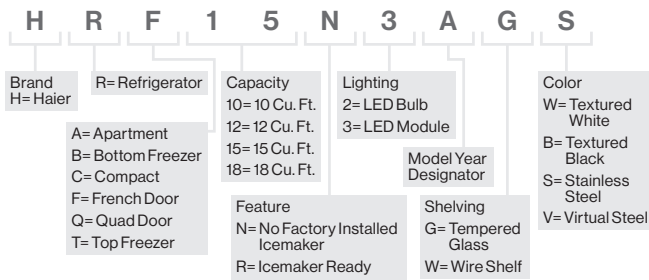 H R F 1 5 N 3 A G S
Brand
H= Haier
R= Refrigerator
A= Apartment
B= Bottom Freezer
C= Compact
F= French Door
Q= Quad Door
T= Top Freezer
Capacity
10= 10 Cu. Ft.
12= 12 Cu. Ft.
15= 15 Cu. Ft.
18= 18 Cu. Ft.
Feature
N= No Factory Installed
Icemaker
R= Icemaker Ready
Lighting
2= LED Bulb
3= LED Module
Model Year
Designator
Shelving
G= Tempered
Glass
W= Wire Shelf
Color
W= Textured
White
B= Textured
Black
S= Stainless
Steel
V= Virtual Steel